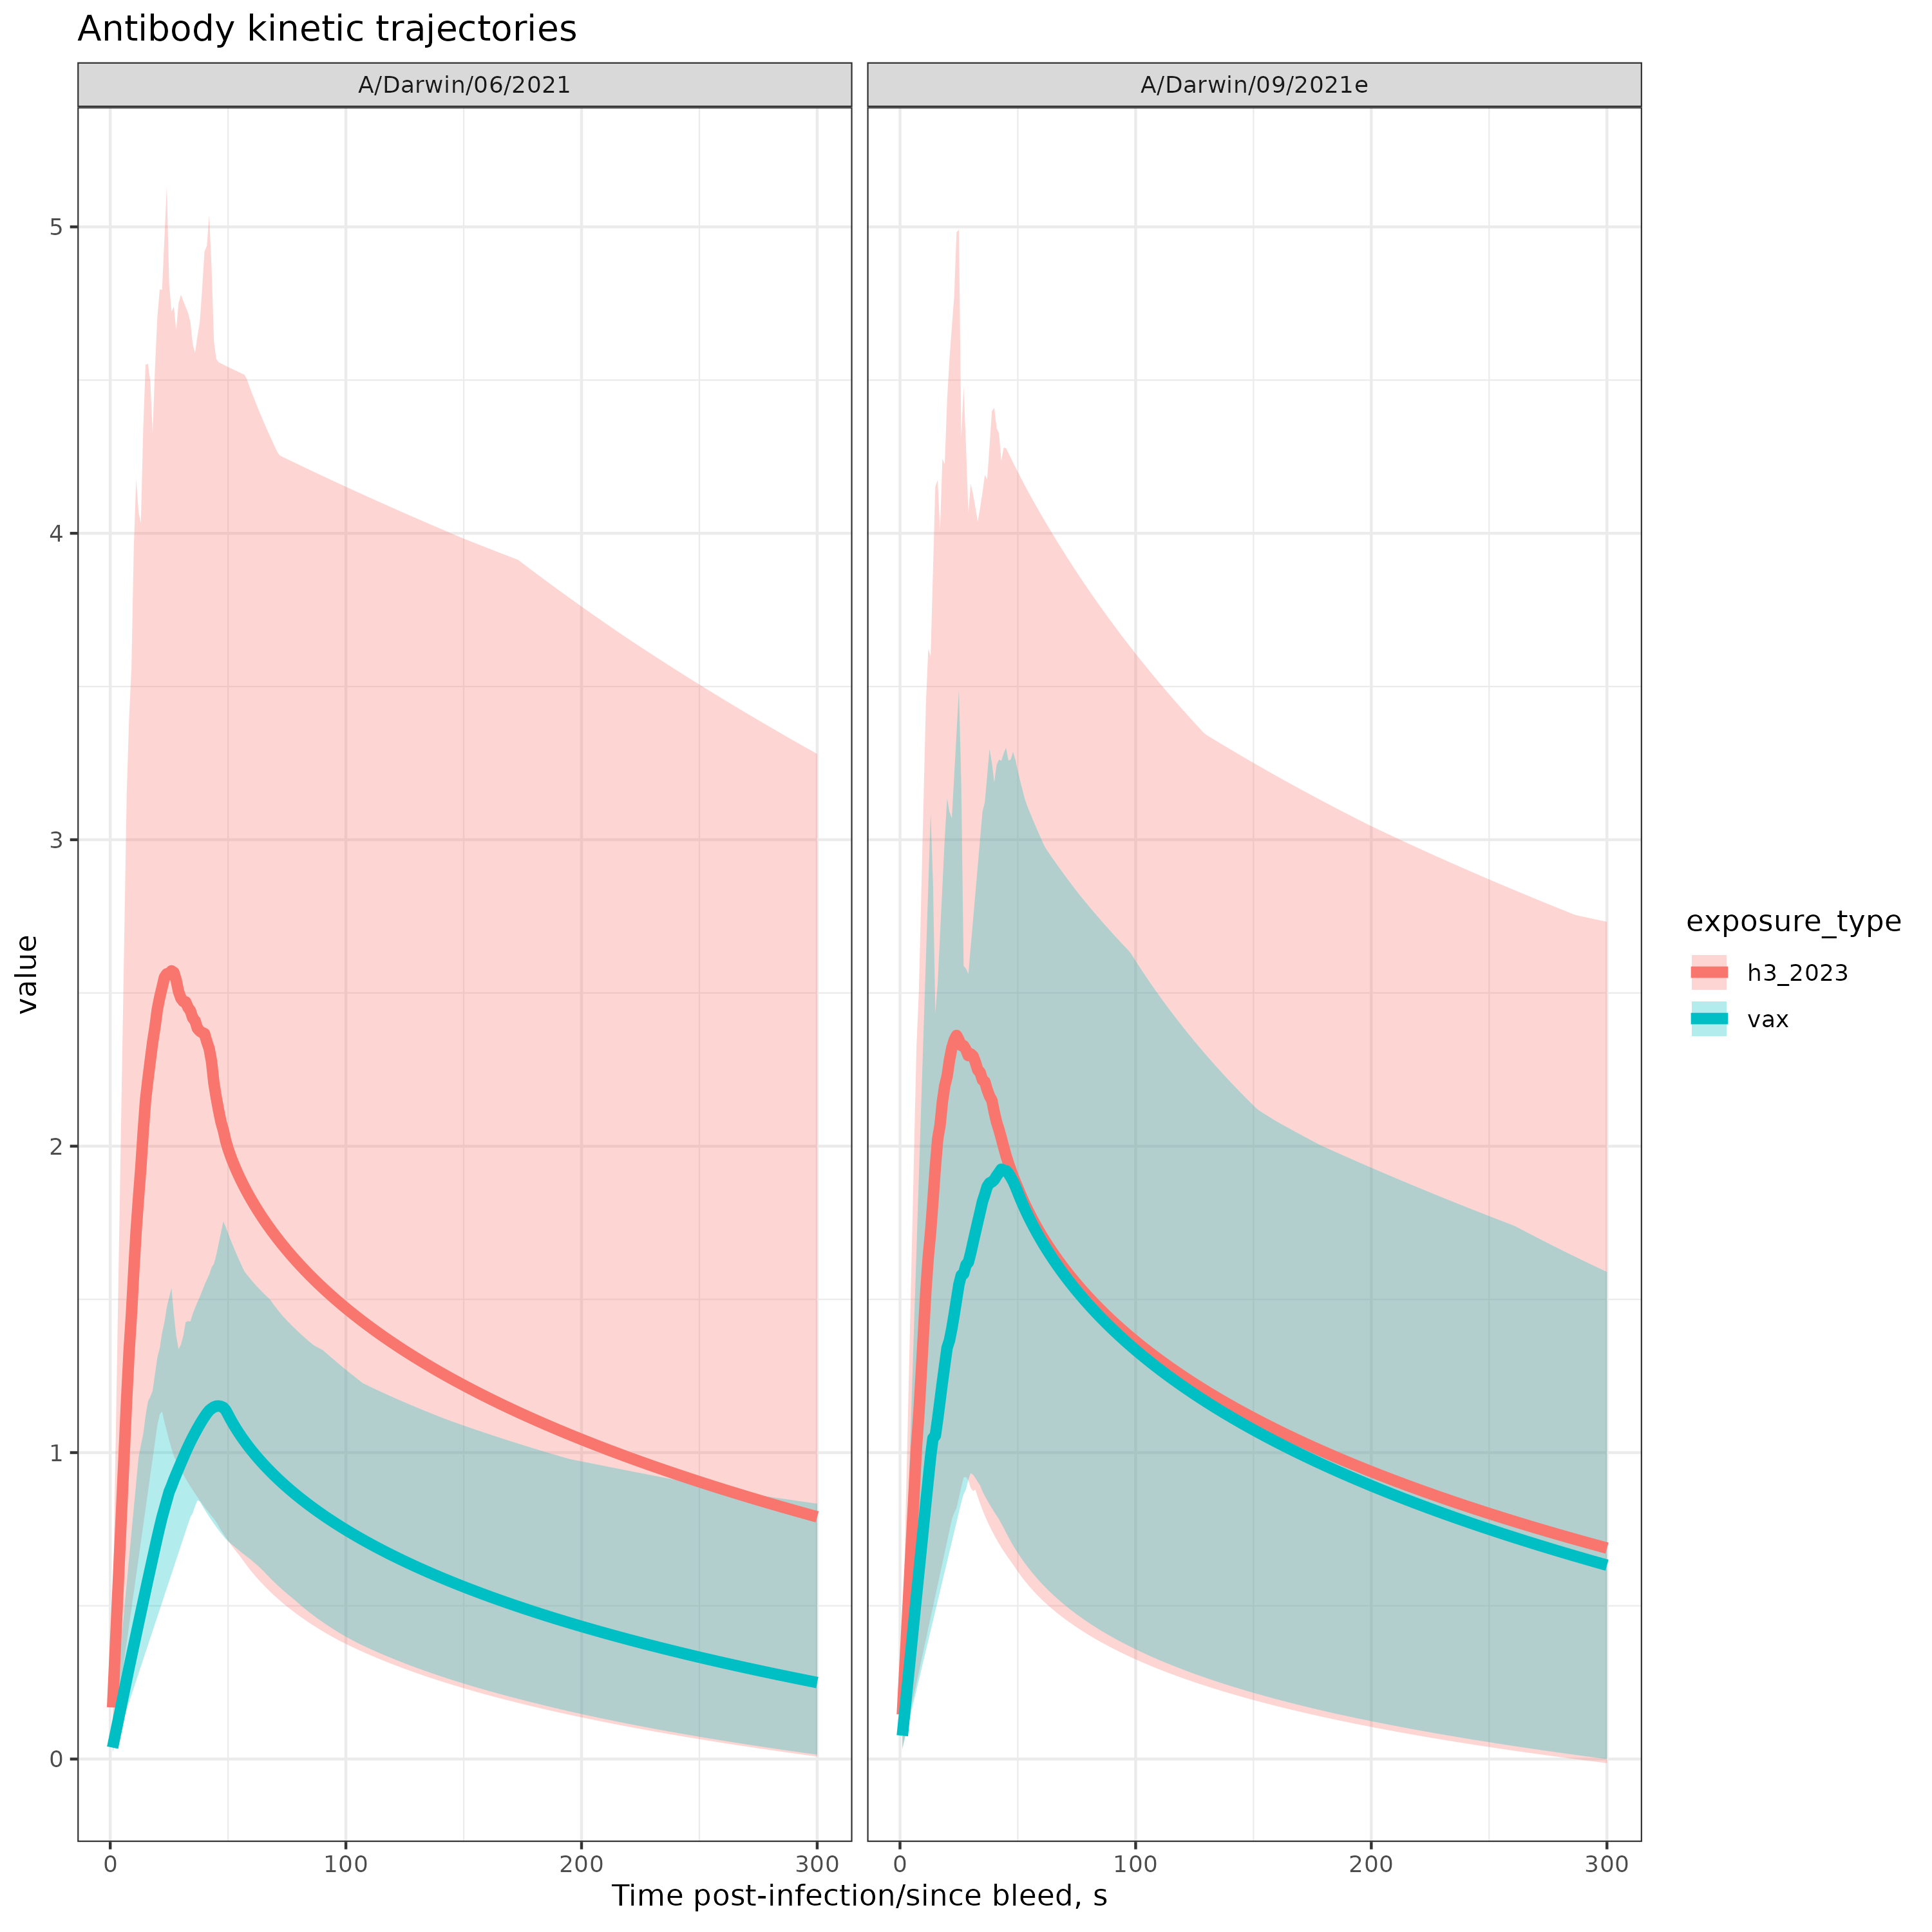 Antibody kinetic trajectories
A/Darwin/06/2021
A/Darwin/09/2021e
5
4
3
2
1
0
value
0
100
200
300
0
100
200
300
Time post-infection/since bleed, s
exposure_type
h3_2023
vax